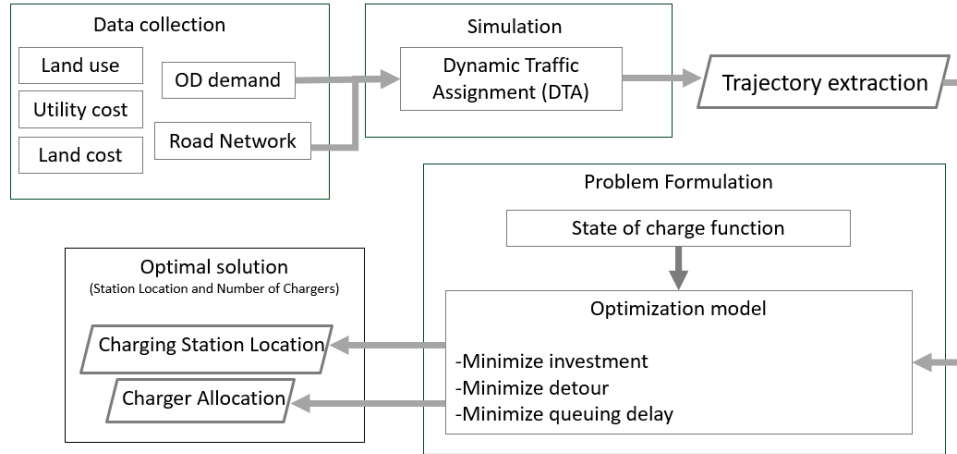 Data collection
Land use
Utility cost
Land cost
OD demand
Road Network
Simulation
Dynamic Traffic
Assignment (DTA)
Trajectory extraction
Problem Formulation
State of charge function
Optimization model
-Minimize investment
-Minimize detour
-Minimize queuing delay
Optimal solution
(Station Location and Number of Chargers)
Charging Station Location
Charger Allocation